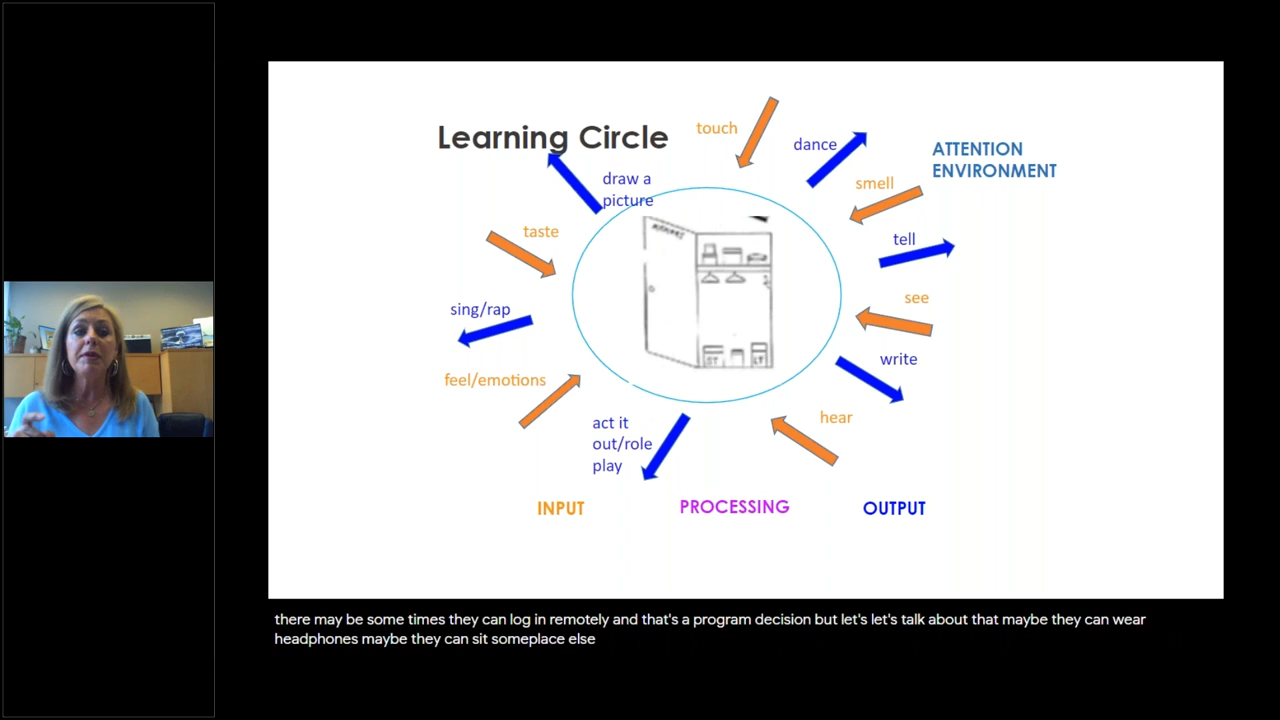 Learning Circle
touch
dance
ATTENTION
ENVIRONMENT
draw a
picture
smell
taste
tell
see
sing/rap
write
feel/emotions
hear
act it
out/role
play
ST
LT
INPUT
PROCESSING
OUTPUT
there may be some times they can log in remotely and that's a program decision but let's let's talk about that maybe they can wear
headphones maybe they can sit someplace else